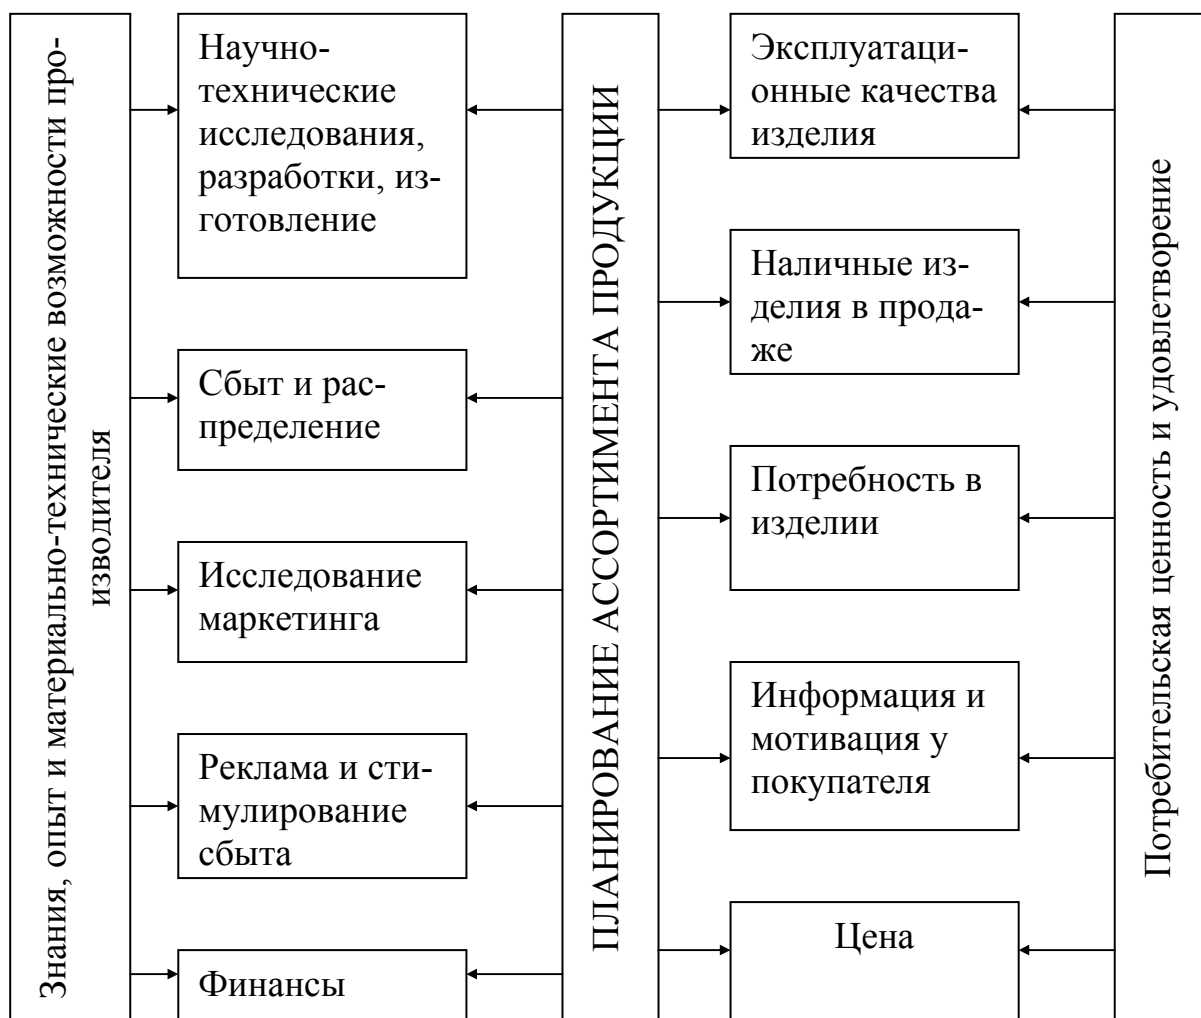 Знания, опыт и материально-технические возможности про-
изводителя
Научно-
технические
исследования,
разработки, из-
готовление
Сбыт и рас-
пределение
Исследование
маркетинга
Реклама и сти-
мулирование
сбыта
Финансы
ПЛАНИРОВАНИЕ АССОРТИМЕНТА ПРОДУКЦИИ
Эксплуатаци-
онные качества
изделия
Наличные из-
делия в прода-
же
Потребность в
изделии
Информация и
мотивация у
покупателя
Цена
Потребительская ценность и удовлетворение